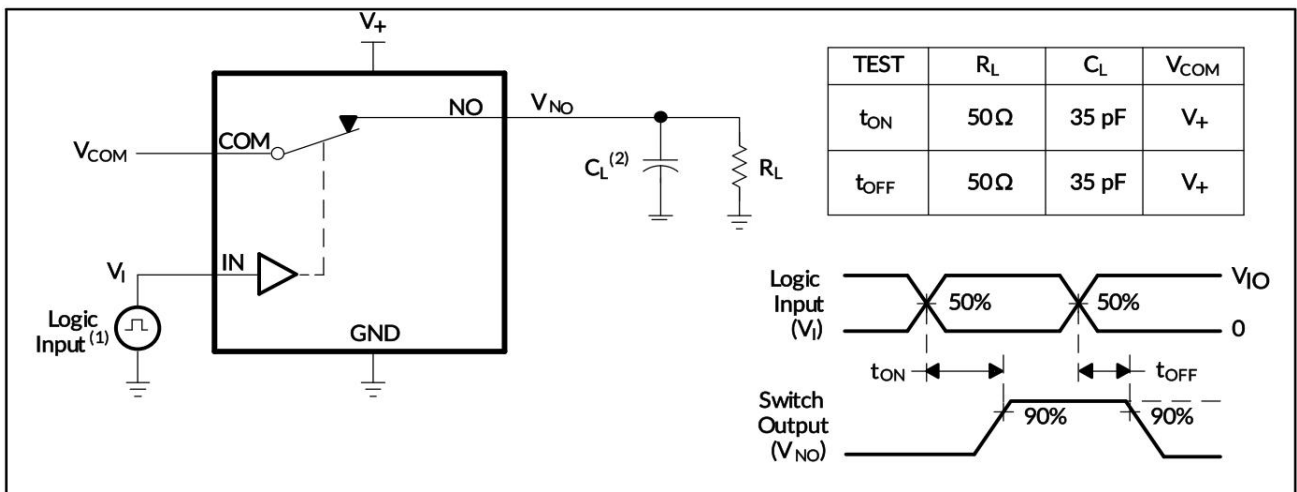 V+
NO
VNO
COM
VCOM
CL(2)
RL
IN
VI
Logic
Input(1)
GND
TEST RL CL VCOM
tON 50Ω 35 pF V+
tOFF 50Ω 35 pF V+
Logic
Input
(VI)
50%
50%
VIO
0
tON
tOFF
Switch
Output
(VNO)
90%
90%